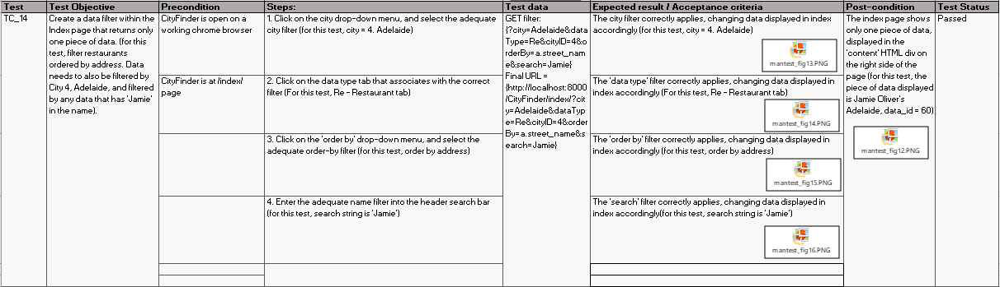 Test
Test Objective
Precondition
Steps:
Test data
Expected result / Acceptance criteria
Post-condition
Test Status
TC_14
Create a data filter within the
Index page that returns only
one piece of data. (for this
test, filter restaurants
ordered by address. Data
needs to also be filtered by
City 4, Adelaide, and filtered
by any data that has 'Jamie'
in the name).
CityFinder is open on a
working chrome browser
1. Click on the city drop-down menu, and select the adequate
city filter (for this test, city = 4. Adelaide)
GET filter:
{?city=Adelaide&data
Type=Re&cityID=4&o
rderBy=a.street_nam
e&search=Jamie}
Final URL =
{http://localhost:8000
/CityFinder/index/?cit
y=Adelaide&dataTyp
e=Re&cityID=4&order
By=a.street_name&s
earch=Jamie}
The city filter correctly applies, changing data displayed in index
accordingly (for this test, city = 4. Adelaide)
mantest_fig13.PNG
The index page shows
only one piece of data,
displayed in the
'content' HTML div on
the right side of the
page (for this test, the
piece of data displayed
is Jamie Oliver's
Adelaide, data_id = 60)
mantest_fig12.PNG
Passed
CityFinder is at /index/
page
2. Click on the data type tab that associates with the correct
filter (For this test, Re - Restaurant tab)
The 'data type' filter correctly applies, changing data displayed in
index accordingly (For this test, Re - Restaurant tab)
mantest_fig14.PNG
3. Click on the 'order by' drop-down menu, and select the
adequate order-by filter (for this test, order by address)
The 'order by' filter correctly applies, changing data displayed in
index accordingly (for this test, order by address)
mantest_fig15.PNG
4. Enter the adequate name filter into the header search bar
(for this test, search string is 'Jamie')
The 'search' filter correctly applies, changing data displayed in
index accordingly(for this test, search string is 'Jamie')
mantest_fig16.PNG